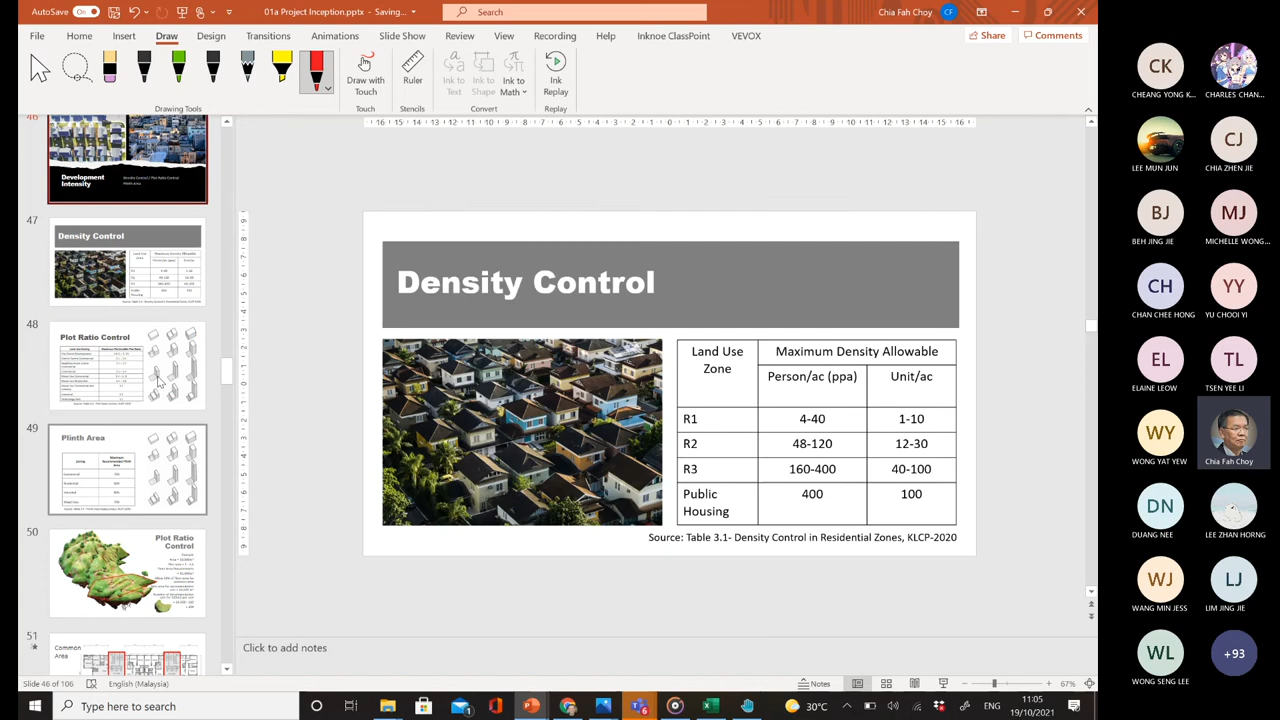 AutoSave On 01a Project Inception.pptx - Saving... Search Chia Fah Choy CF
File Home Insert Draw Design Transitions Animations Slide Show Review View Recording Help Inknoe ClassPoint VEVOX Share Comments
Draw with Touch
Ruler
Ink to Text
Ink to Shape
Ink to Math
Ink Replay
Drawing Tools Touch Stencils Convert Replay
46
Development Intensity
47
Density Control
48
Plot Ratio Control
49
Plinth Area
50
Plot Ratio Control
51
Common Area
Density Control
Land Use Zone Maximum Density Allowable
Person/ac (ppa) Unit/ac
R1 4-40 1-10
R2 48-120 12-30
R3 160-400 40-100
Public Housing 400 100
Source: Table 3.1- Density Control in Residential Zones, KLCP-2020
Click to add notes
Slide 46 of 106 English (Malaysia) Notes 67%
Type here to search 30°C ENG 11:05
19/10/2021
CK
CHEANG YONG K...
CHARLES CHAN...
LEE MUN JUN
CJ
CHIA ZHEN JIE
BJ
BEH JING JIE
MJ
MICHELLE WONG...
CH
CHAN CHEE HONG
YY
YU CHOOI YI
EL
ELAINE LEOW
TL
TSEN YEE LI
WY
WONG YAT YEW
Chia Fah Choy
DN
DUANG NEE
LEE ZHAN HORNG
WJ
WANG MIN JESS
LJ
LIM JING JIE
WL
WONG SENG LEE
+93